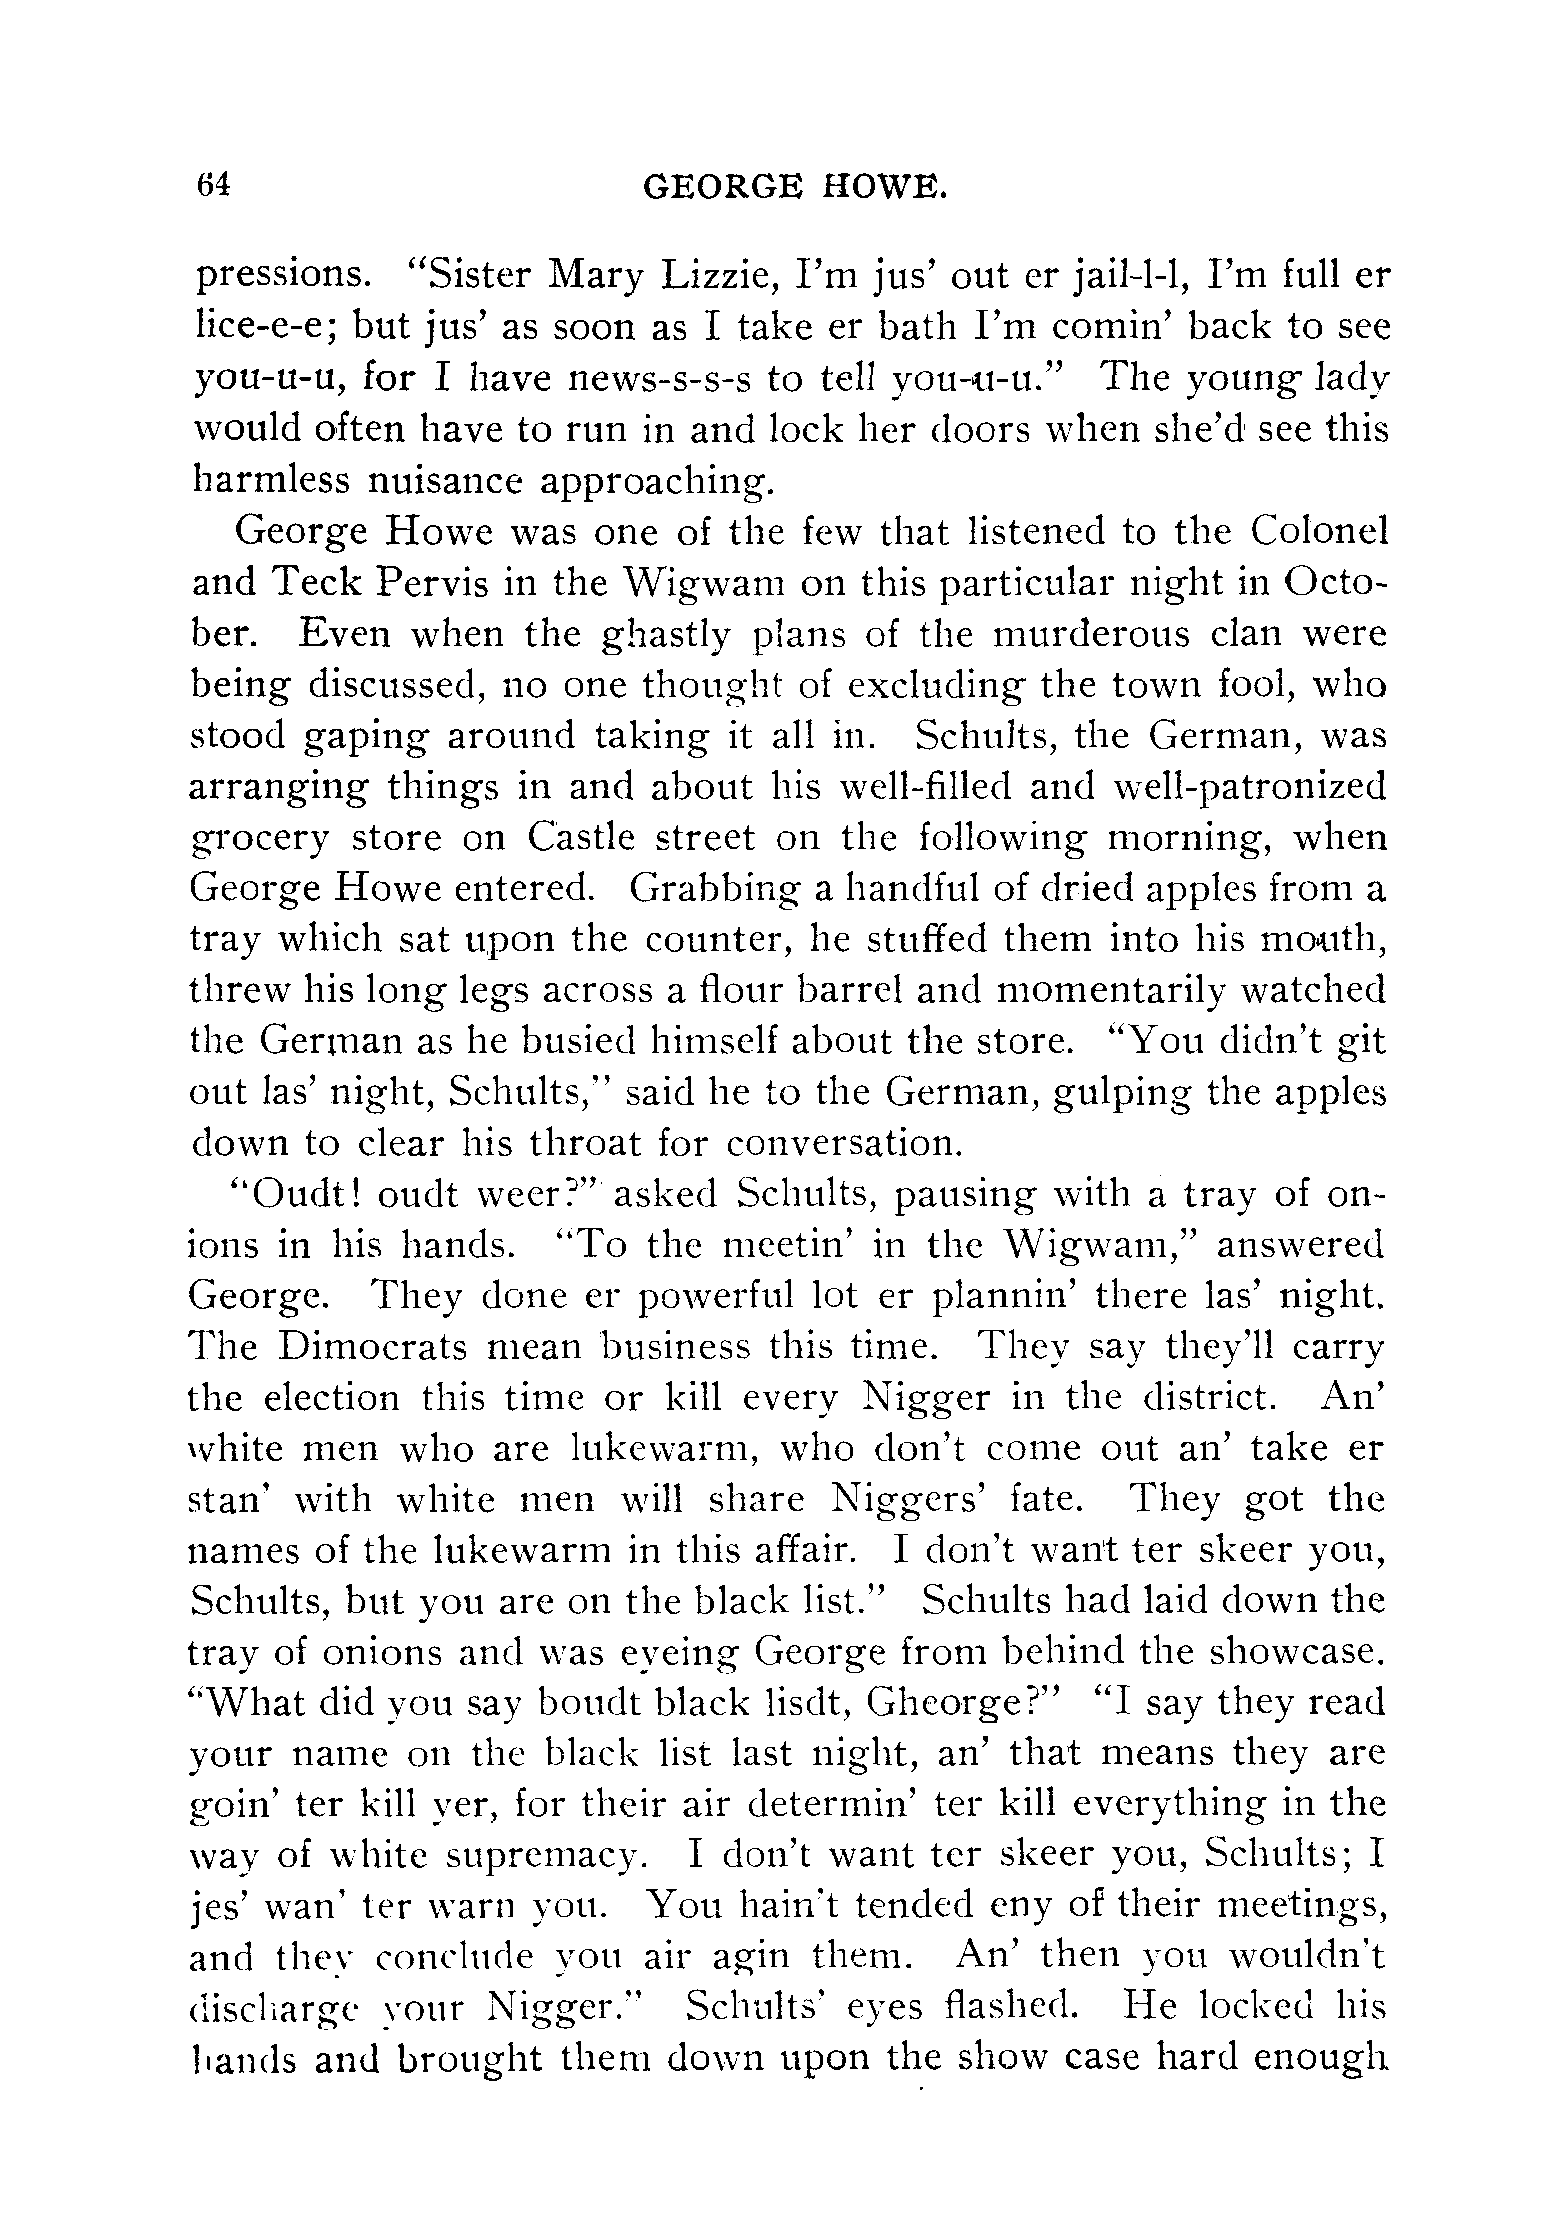 64 GEORGE HOWE.
pressions. “Sister Mary Lizzie, I’m jus’ out er jail-l-l, I’m full er
lice-e-e; but jus’ as soon as I take er bath I’m comin’ back to see
you-u-u, for I have news-s-s-s to tell you-u-u.” The young lady
would often have to run in and lock her doors when she’d see this
harmless nuisance approaching.
George Howe was one of the few that listened to the Colonel
and Teck Pervis in the Wigwam on this particular night in Octo-
ber. Even when the ghastly plans of the murderous clan were
being discussed, no one thought of excluding the town fool, who
stood gaping around taking it all in. Schults, the German, was
arranging things in and about his well-filled and well-patronized
grocery store on Castle street on the following morning, when
George Howe entered. Grabbing a handful of dried apples from a
tray which sat upon the counter, he stuffed them into his mouth,
threw his long legs across a flour barrel and momentarily watched
the German as he busied himself about the store. “You didn’t git
out las’ night, Schults,” said he to the German, gulping the apples
down to clear his throat for conversation.
“Oudt! oudt weer?” asked Schults, pausing with a tray of on-
ions in his hands. “To the meetin’ in the Wigwam,” answered
George. They done er powerful lot er plannin’ there las’ night.
The Dimocrats mean business this time. They say they’ll carry
the election this time or kill every Nigger in the district. An’
white men who are lukewarm, who don’t come out an’ take er
stan’ with white men will share Niggers’ fate. They got the
names of the lukewarm in this affair. I don’t want ter skeer you,
Schults, but you are on the black list.” Schults had laid down the
tray of onions and was eyeing George from behind the showcase.
“What did you say boudt black lisdt, Gheorge?” “I say they read
your name on the black list last night, an’ that means they are
goin’ ter kill yer, for their air determin’ ter kill everything in the
way of white supremacy. I don’t want ter skeer you, Schults; I
jes’ wan’ ter warn you. You hain’t tended eny of their meetings,
and they conclude you air agin them. An’ then you wouldn’t
discharge your Nigger.” Schults’ eyes flashed. He locked his
hands and brought them down upon the show case hard enough